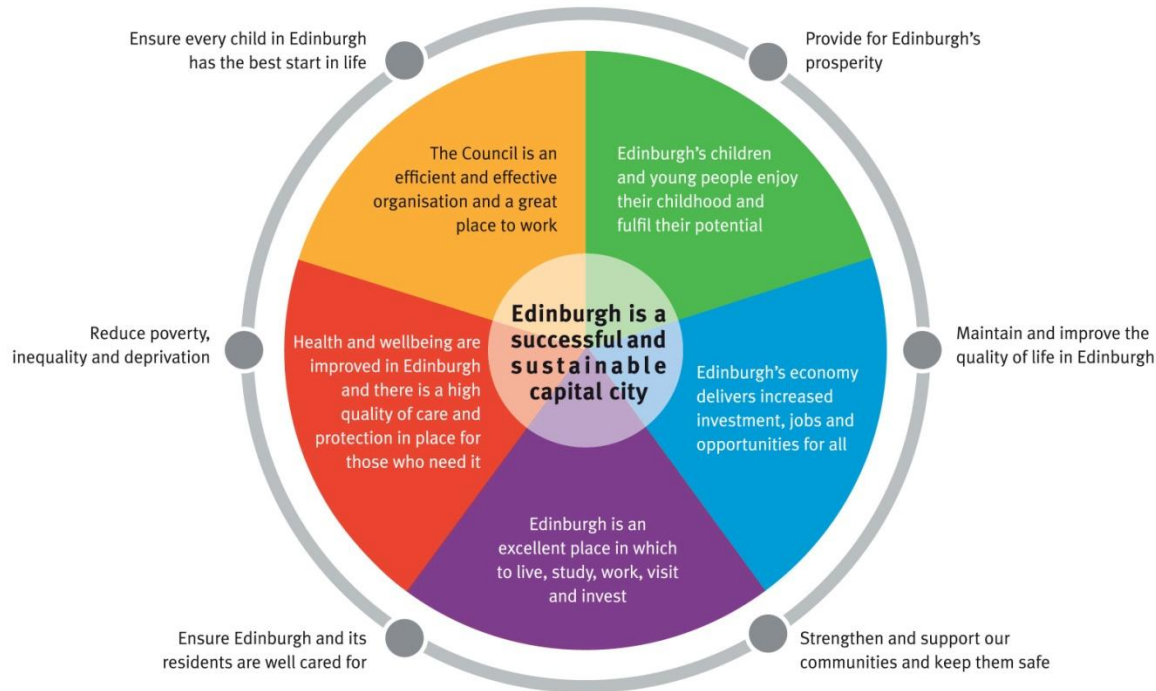 Ensure every child in Edinburgh
has the best start in life
Provide for Edinburgh’s
prosperity
The Council is an
efficient and effective
organisation and a great
place to work
Edinburgh’s children
and young people enjoy
their childhood and
fulfil their potential
Edinburgh is a
successful and
sustainable
capital city
Reduce poverty,
inequality and deprivation
Health and wellbeing are
improved in Edinburgh
and there is a high
quality of care and
protection in place for
those who need it
Edinburgh’s economy
delivers increased
investment, jobs and
opportunities for all
Maintain and improve the
quality of life in Edinburgh
Edinburgh is an
excellent place in which
to live, study, work, visit
and invest
Ensure Edinburgh and its
residents are well cared for
Strengthen and support our
communities and keep them safe